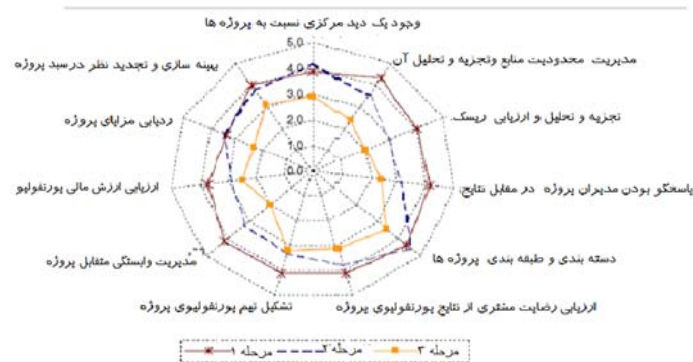 وجود یک دید مرکزی نسبت به پروژه ها
مدیریت محدودیت منابع وتجزیه و تحلیل آن
تجزیه و تحلیل و ارزیابی ریسک
پاسخگو بودن مدیران پروژه در مقابل نتایج
دسته بندی و طبقه بندی پروژه ها
ارزیابی رضایت مشتری از نتایج پورتفولیوی پروژه
تشکیل تیم پورتفولیوی پروژه
مدیریت وابستگی متقابل پروژه
ارزیابی ارزش مالی پورتفولیو
ردیابی مزایای پروژه
بهینه سازی و تجدید نظر درسبد پروژه
5,0
4,0
3,0
2,0
1,0
0,0
مرحله ۱
مرحله ۲
مرحله ۳